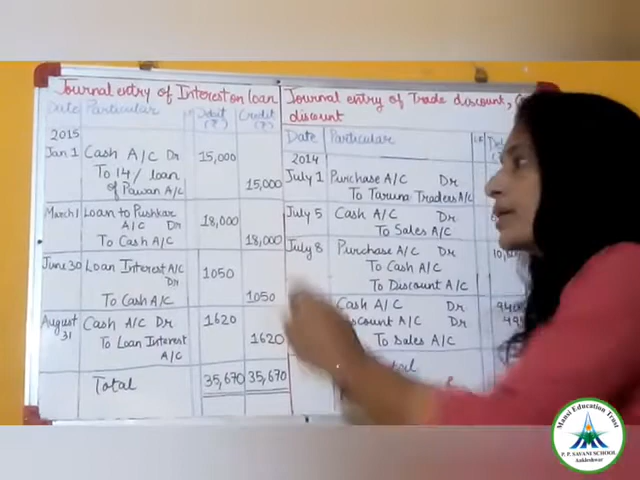 Journal entry of Interest on loan
Date Particular Debit (₹) Credit (₹)
2015
Jan 1 Cash A/C Dr 15,000
To 14% loan
of Pawan A/C 15,000
March 1 Loan to Pushkar
A/C Dr 18,000
To Cash A/C 18,000
June 30 Loan Interest A/C
Dr 1050
To Cash A/C 1050
August 31 Cash A/C Dr 1620
To Loan Interest
A/C 1620
Total 35,670 35,670
Journal entry of Trade discount,
discount
Date Particular L.F
2014
July 1 Purchase A/C Dr
To Taruna Traders A/C
July 5 Cash A/C Dr
To Sales A/C
July 8 Purchase A/C Dr
To Cash A/C
To Discount A/C
Cash A/C Dr
Discount A/C Dr
To Sales A/C
Mansi Education Trust
P. P. SAVANI SCHOOL
Ankleshwar